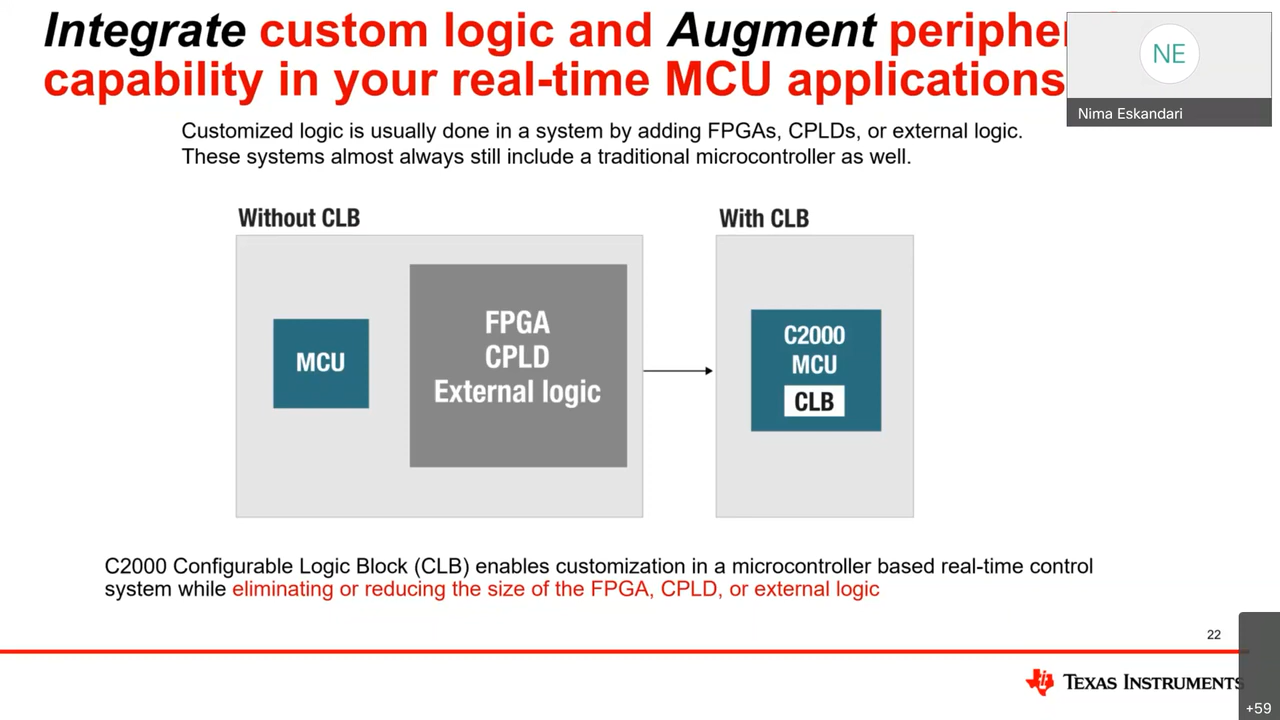 Integrate custom logic and Augment
capability in your real-time MCU applications
NE
Nima Eskandari
Customized logic is usually done in a system by adding FPGAs, CPLDs, or external logic.
These systems almost always still include a traditional microcontroller as well.
Without CLB
MCU
FPGA
CPLD
External logic
With CLB
C2000
MCU
CLB
C2000 Configurable Logic Block (CLB) enables customization in a microcontroller based real-time control
system while eliminating or reducing the size of the FPGA, CPLD, or external logic
22
TEXAS INSTRUMENTS
+59